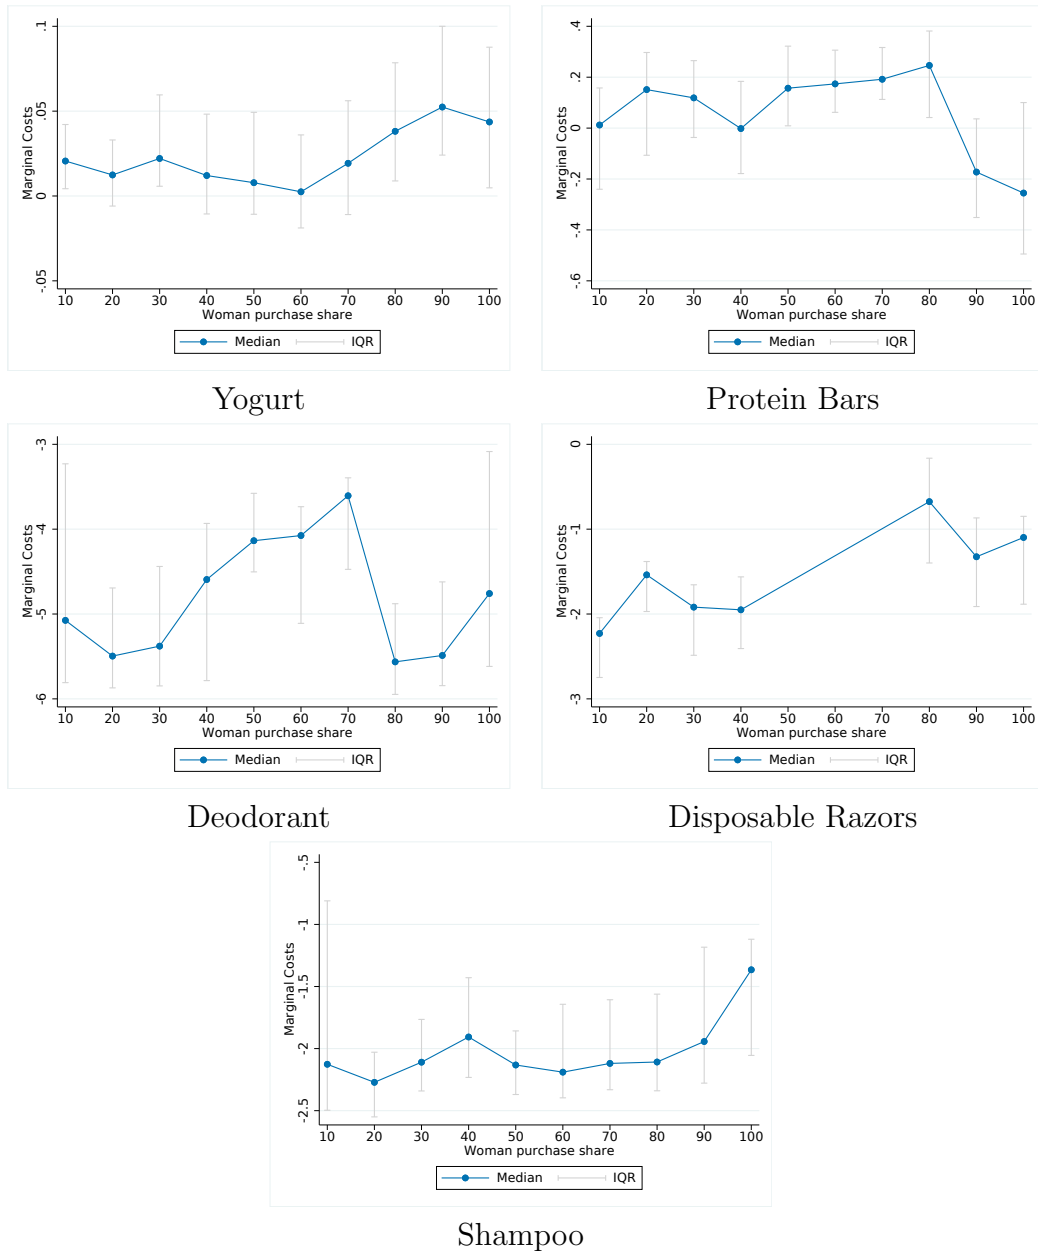 .1
.05
0
-.05
Marginal Costs
10 20 30 40 50 60 70 80 90 100
Woman purchase share
Median IQR
Yogurt
.4
.2
0
-.2
-.4
-.6
Marginal Costs
10 20 30 40 50 60 70 80 90 100
Woman purchase share
Median IQR
Protein Bars
-3
-4
-5
-6
Marginal Costs
10 20 30 40 50 60 70 80 90 100
Woman purchase share
Median IQR
Deodorant
0
-1
-2
-3
Marginal Costs
10 20 30 40 50 60 70 80 90 100
Woman purchase share
Median IQR
Disposable Razors
-.5
-1
-1.5
-2
-2.5
Marginal Costs
10 20 30 40 50 60 70 80 90 100
Woman purchase share
Median IQR
Shampoo